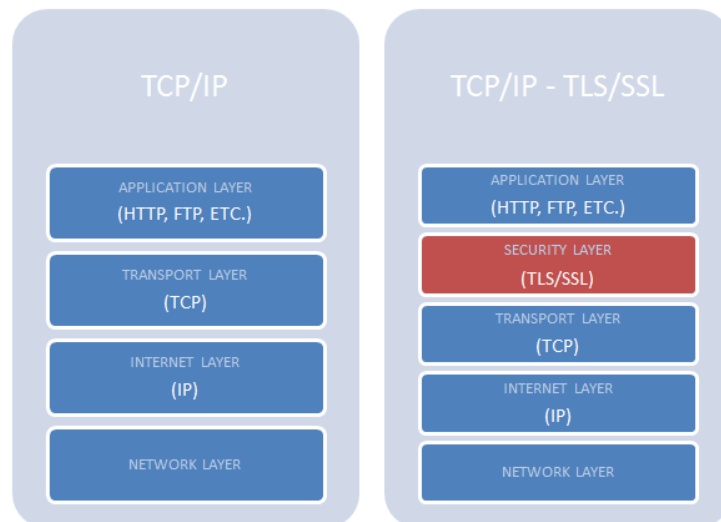 TCP/IP
APPLICATION LAYER
(HTTP, FTP, ETC.)
TRANSPORT LAYER
(TCP)
INTERNET LAYER
(IP)
NETWORK LAYER
TCP/IP - TLS/SSL
APPLICATION LAYER
(HTTP, FTP, ETC.)
SECURITY LAYER
(TLS/SSL)
TRANSPORT LAYER
(TCP)
INTERNET LAYER
(IP)
NETWORK LAYER